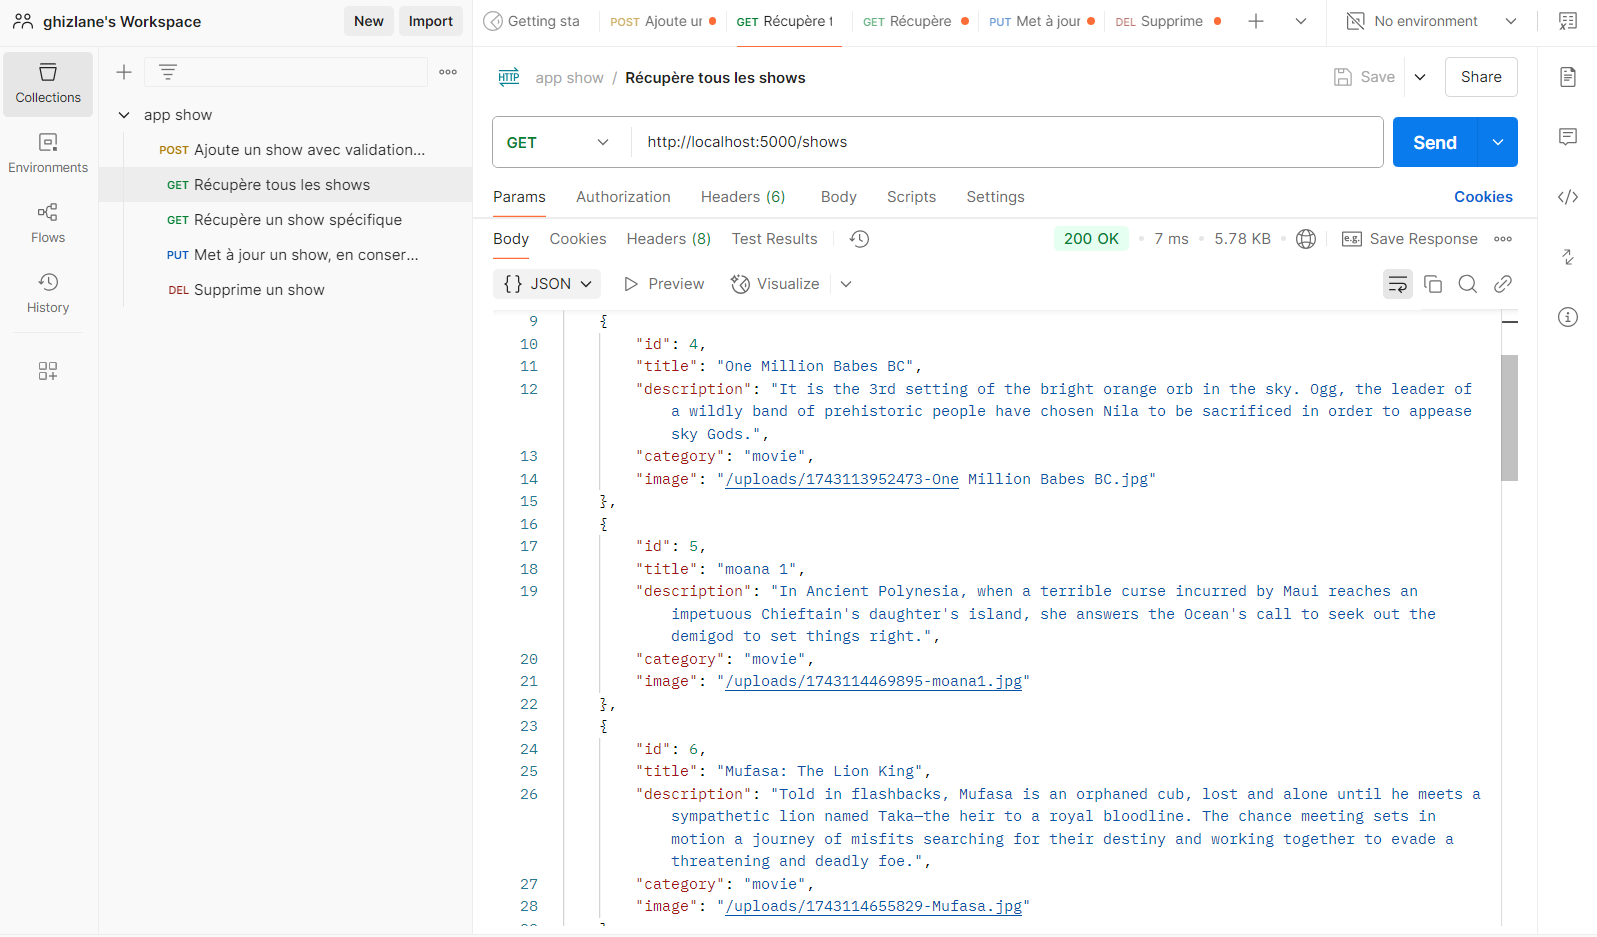 ghizlane's Workspace
New
Import
Getting sta
POST Ajoute ur
GET Récupère t
GET Récupère
PUT Met à jour
DEL Supprime
No environment
Collections
Environments
Flows
History
app show
POST Ajoute un show avec validation...
GET Récupère tous les shows
GET Récupère un show spécifique
PUT Met à jour un show, en conser...
DEL Supprime un show
HTTP
app show / Récupère tous les shows
Save
Share
GET
http://localhost:5000/shows
Send
Params
Authorization
Headers (6)
Body
Scripts
Settings
Cookies
Body
Cookies
Headers (8)
Test Results
200 OK
7 ms
5.78 KB
e.g. Save Response
{} JSON
Preview
Visualize
9 {
10 "id": 4,
11 "title": "One Million Babes BC",
12 "description": "It is the 3rd setting of the bright orange orb in the sky. Ogg, the leader of
a wildly band of prehistoric people have chosen Nila to be sacrificed in order to appease
sky Gods.",
13 "category": "movie",
14 "image": "/uploads/1743113952473-One Million Babes BC.jpg"
15 },
16 {
17 "id": 5,
18 "title": "moana 1",
19 "description": "In Ancient Polynesia, when a terrible curse incurred by Maui reaches an
impetuous Chieftain's daughter's island, she answers the Ocean's call to seek out the
demigod to set things right.",
20 "category": "movie",
21 "image": "/uploads/1743114469895-moana1.jpg"
22 },
23 {
24 "id": 6,
25 "title": "Mufasa: The Lion King",
26 "description": "Told in flashbacks, Mufasa is an orphaned cub, lost and alone until he meets a
sympathetic lion named Taka—the heir to a royal bloodline. The chance meeting sets in
motion a journey of misfits searching for their destiny and working together to evade a
threatening and deadly foe.",
27 "category": "movie",
28 "image": "/uploads/1743114655829-Mufasa.jpg"